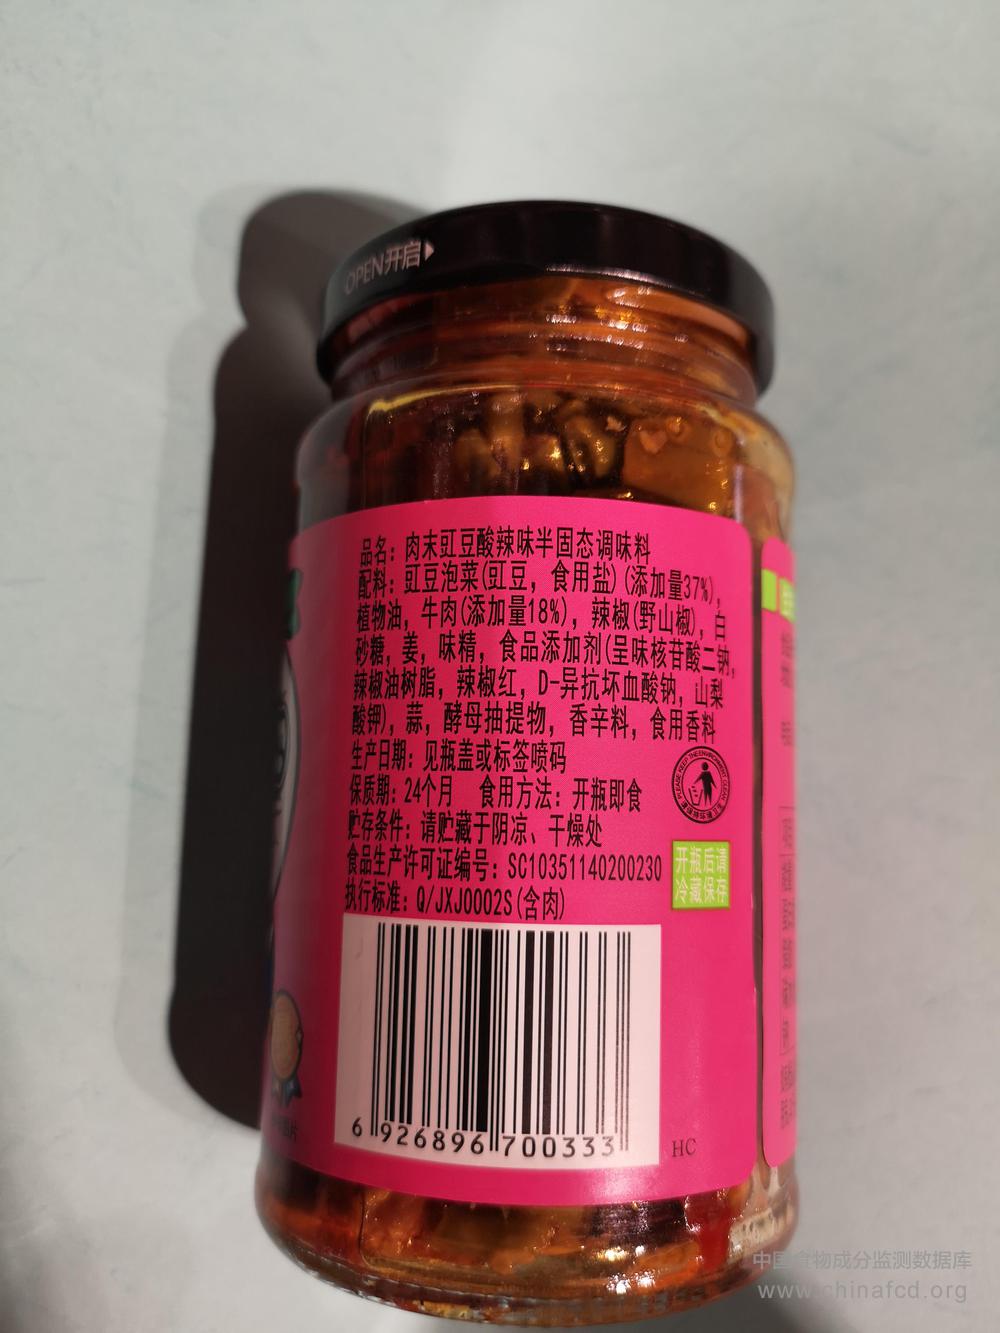 OPEN开启
品名：肉末豇豆酸辣味半固态调味料
配料：豇豆泡菜(豇豆，食用盐)(添加量37%)，
植物油，牛肉(添加量18%)，辣椒(野山椒)，白
砂糖，姜，味精，食品添加剂(呈味核苷酸二钠，
辣椒油树脂，辣椒红，D-异抗坏血酸钠，山梨
酸钾)，蒜，酵母抽提物，香辛料，食用香料
生产日期：见瓶盖或标签喷码
保质期：24个月 食用方法：开瓶即食
贮存条件：请贮藏于阴凉、干燥处
食品生产许可证编号：SC10351140200230
执行标准：Q/JXJ0002S(含肉)
PLEASE KEEP THE ENVIRONMENT CLEAN
开瓶后请
冷藏保存
6 926896 700333
HC
中国食物成分监测数据库
www.chinafcd.org